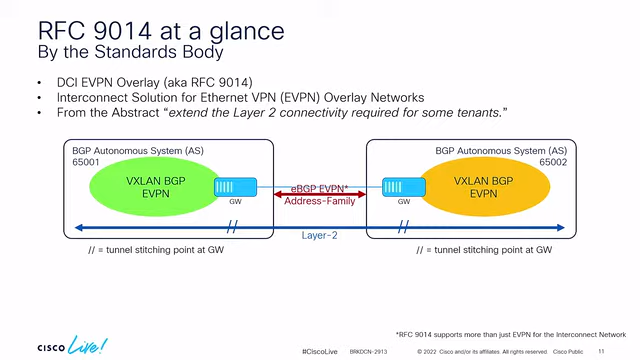 RFC 9014 at a glance
By the Standards Body
• DCI EVPN Overlay (aka RFC 9014)
• Interconnect Solution for Ethernet VPN (EVPN) Overlay Networks
• From the Abstract “extend the Layer 2 connectivity required for some tenants.”
BGP Autonomous System (AS)
65001
VXLAN BGP
EVPN
GW
eBGP EVPN*
Address-Family
BGP Autonomous System (AS)
65002
VXLAN BGP
EVPN
GW
//
//
Layer-2
// = tunnel stitching point at GW
// = tunnel stitching point at GW
*RFC 9014 supports more than just EVPN for the Interconnect Network
CISCO Live!
#CiscoLive
BRKDCN-2913
© 2022 Cisco and/or its affiliates. All rights reserved. Cisco Public
11